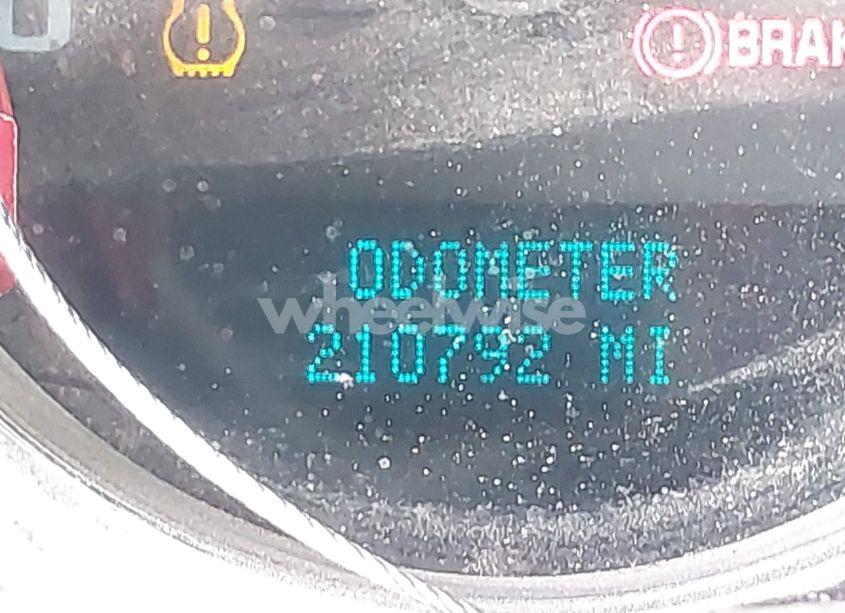 BRAK
ODOMETER
wheelwise
210792 MI